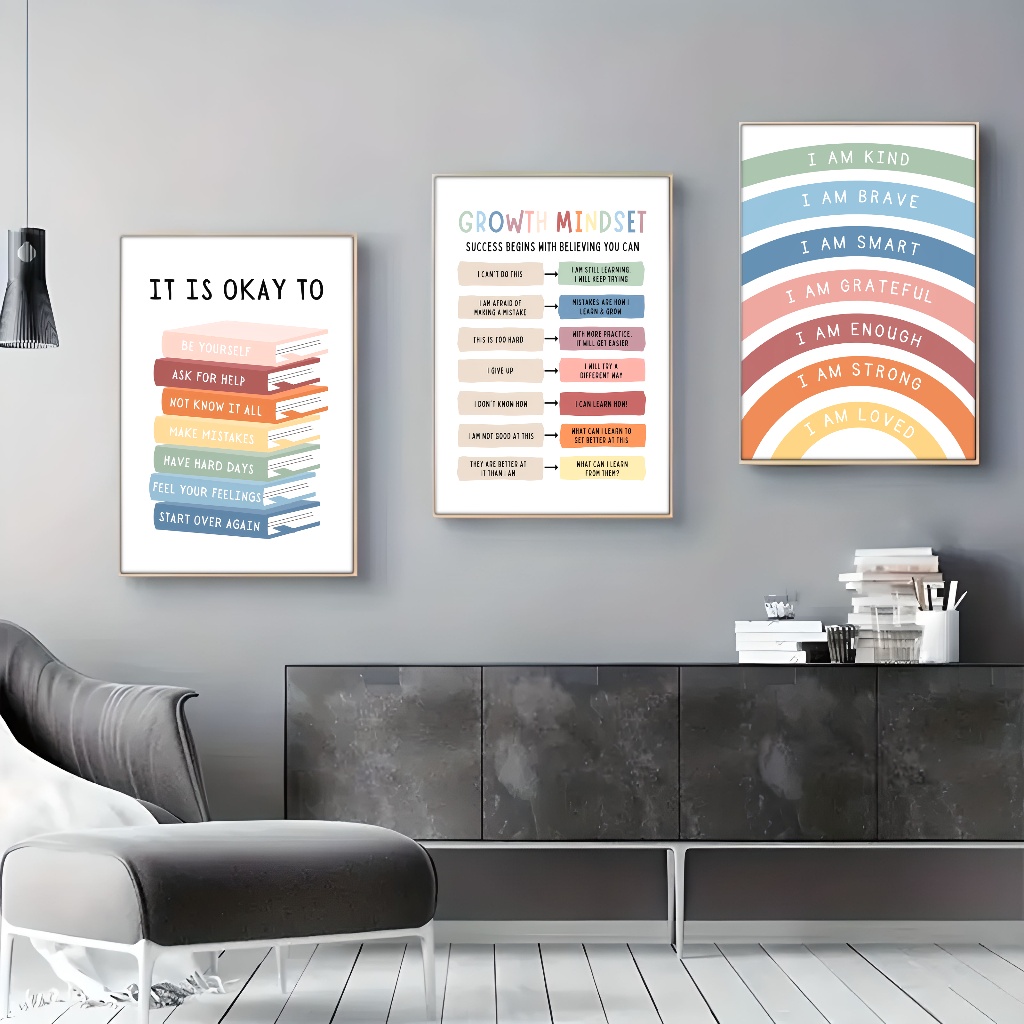 IT IS OKAY TO
BE YOURSELF
ASK FOR HELP
NOT KNOW IT ALL
MAKE MISTAKES
HAVE HARD DAYS
FEEL YOUR FEELINGS
START OVER AGAIN
GROWTH MINDSET
SUCCESS BEGINS WITH BELIEVING YOU CAN
I CAN'T DO THIS
I AM STILL LEARNING.
I WILL KEEP TRYING
I AM AFRAID OF
MAKING A MISTAKE
MISTAKES ARE HOW I
LEARN & GROW
THIS IS TOO HARD
WITH MORE PRACTICE,
IT WILL GET EASIER
I GIVE UP
I WILL TRY A
DIFFERENT WAY
I DON'T KNOW HOW
I CAN LEARN HOW!
I AM NOT GOOD AT THIS
WHAT CAN I LEARN TO
GET BETTER AT THIS
THEY ARE BETTER AT
IT THAN I AM
WHAT CAN I LEARN
FROM THEM?
I AM KIND
I AM BRAVE
I AM SMART
I AM GRATEFUL
I AM ENOUGH
I AM STRONG
I AM LOVED